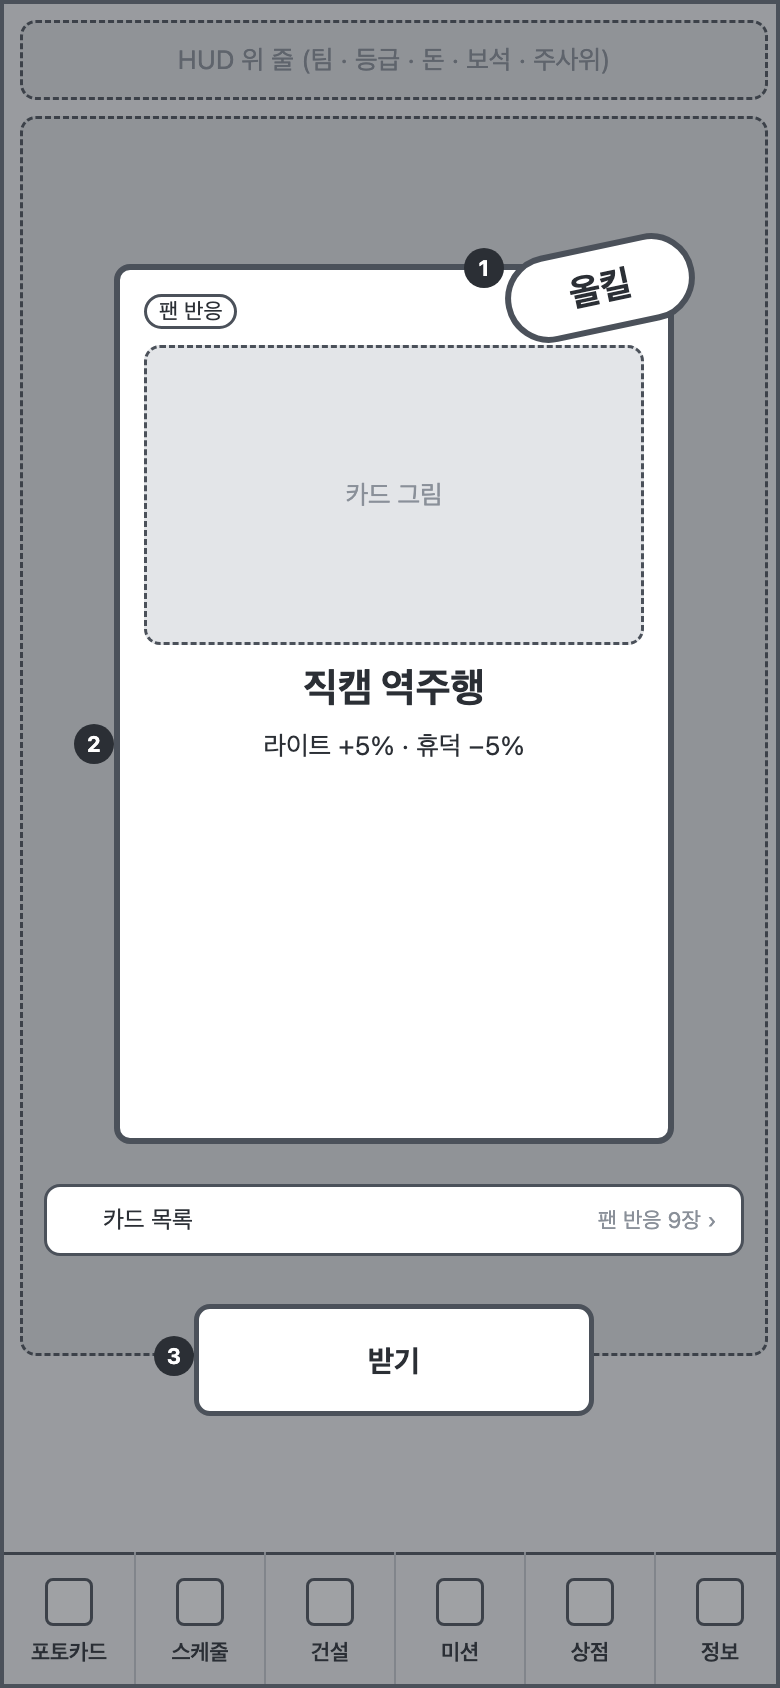 HUD 위 줄 (팀 · 등급 · 돈 · 보석 · 주사위)
1
올킬
팬 반응
카드 그림
직캠 역주행
2
라이트 +5% · 휴덕 −5%
카드 목록
팬 반응 9장 ›
3
받기
포토카드
스케줄
건설
미션
상점
정보